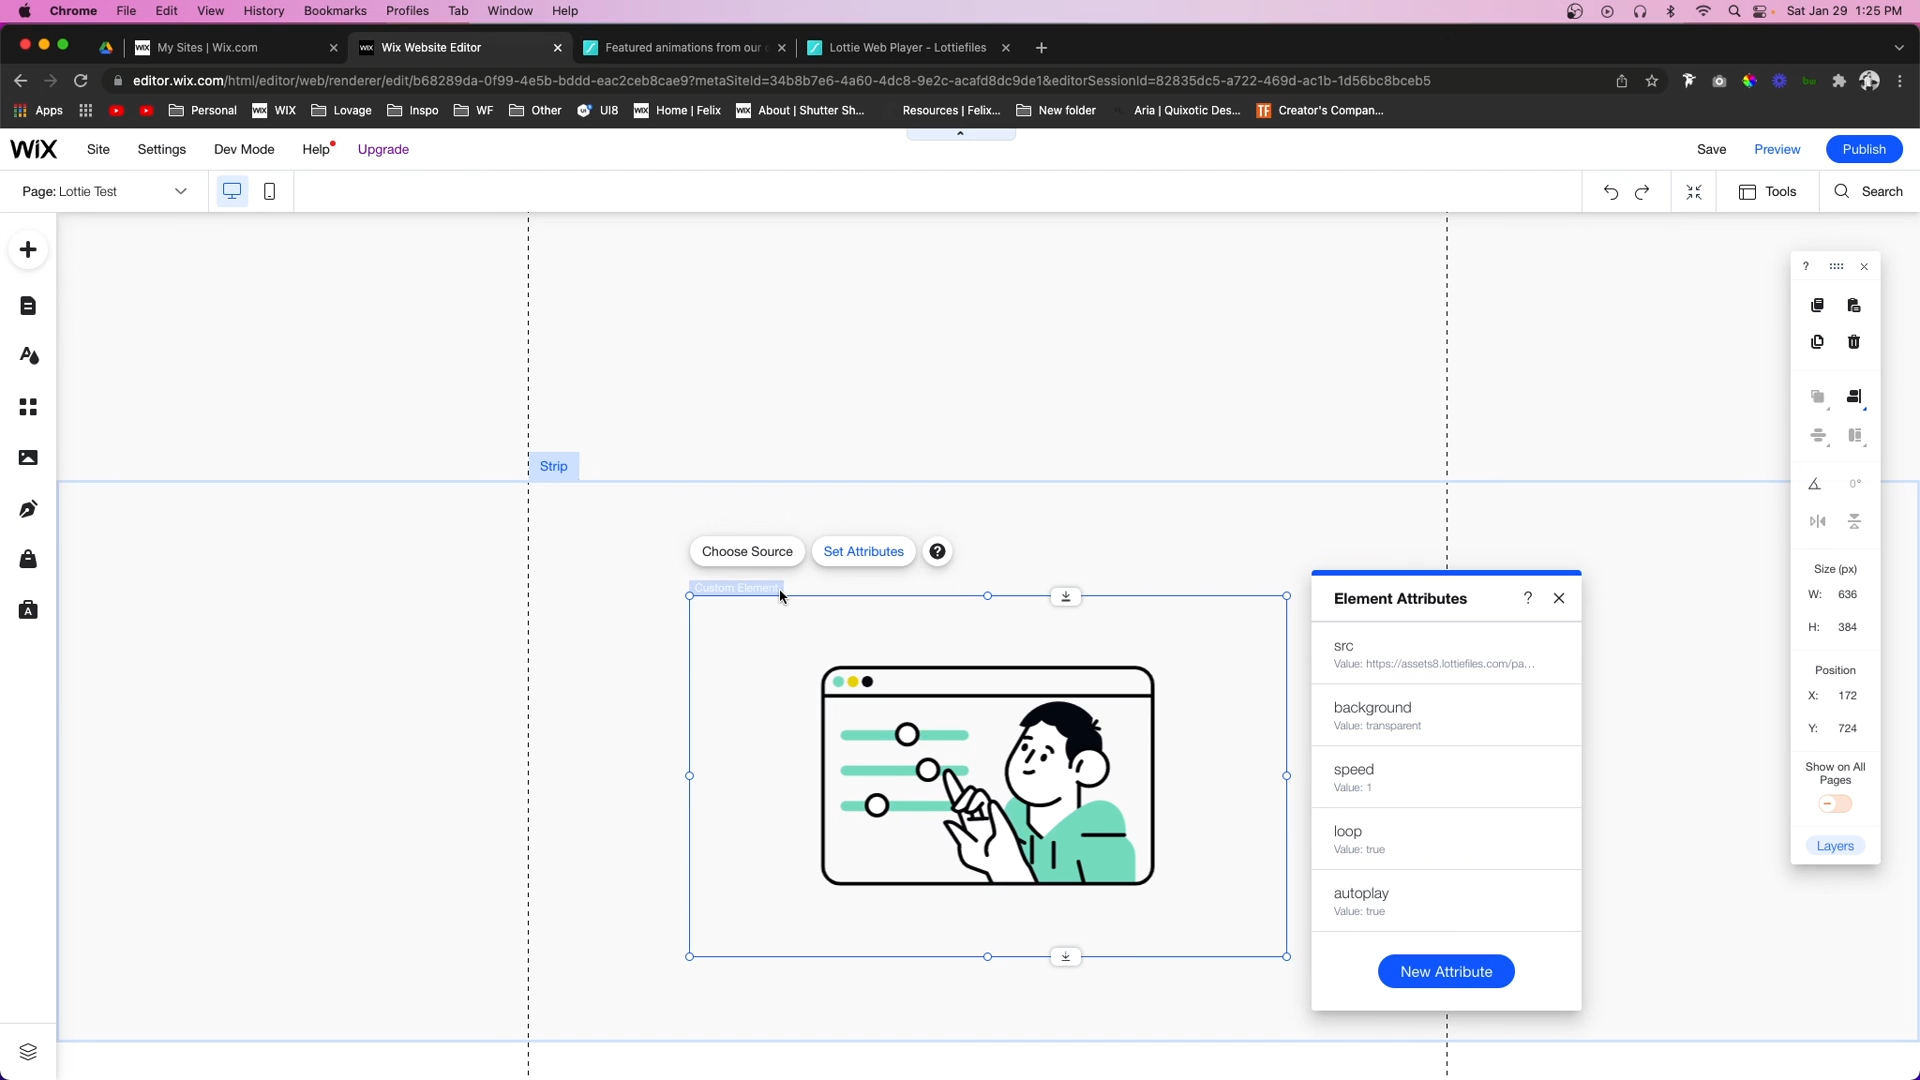 Chrome File Edit View History Bookmarks Profiles Tab Window Help Sat Jan 29 1:25 PM
WIX My Sites | Wix.com WIX Wix Website Editor Featured animations from our Lottie Web Player - Lottiefiles
editor.wix.com/html/editor/web/renderer/edit/b68289da-0f99-4e5b-bddd-eac2ceb8cae9?metaSiteId=34b8b7e6-4a60-4dc8-9e2c-acafd8dc9de1&editorSessionId=82835dc5-a722-469d-ac1b-1d56bc8bceb5
Apps Personal WIX WIX Lovage Inspo WF Other UI8 WIX Home | Felix WIX About | Shutter Sh... Resources | Felix... New folder Aria | Quixotic Des... TF Creator's Compan...
WIX Site Settings Dev Mode Help Upgrade Save Preview Publish
Page: Lottie Test Tools Search
Strip
Choose Source Set Attributes ?
Custom Element
Element Attributes ?
src
Value: https://assets8.lottiefiles.com/pa...
background
Value: transparent
speed
Value: 1
loop
Value: true
autoplay
Value: true
New Attribute
?
0°
Size (px)
W: 636
H: 384
Position
X: 172
Y: 724
Show on All
Pages
Layers